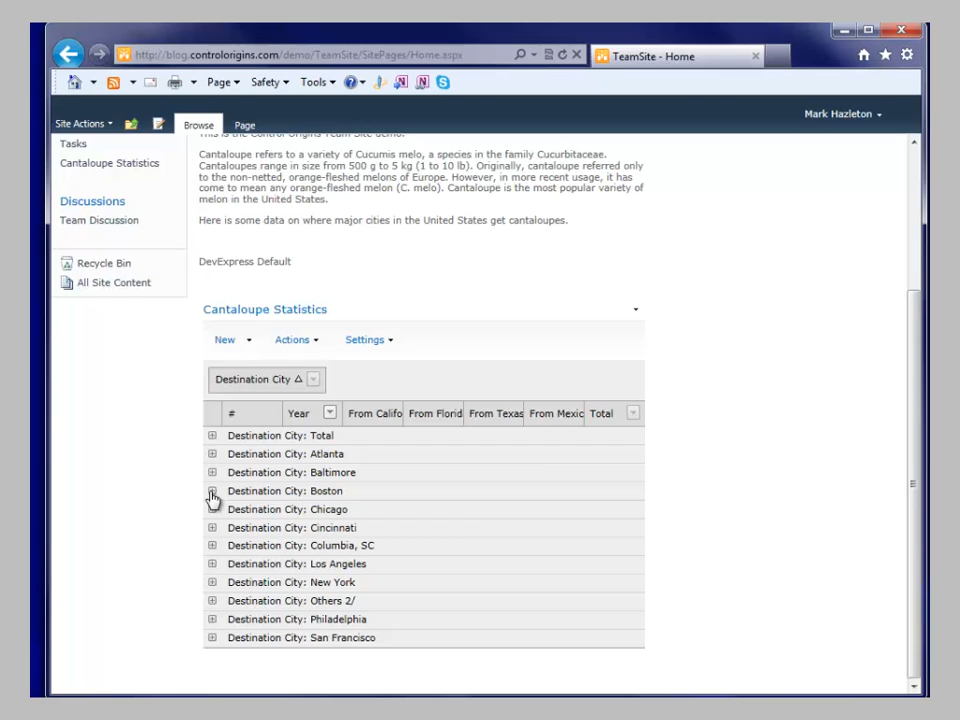 http://blog.controlorigins.com/demo/TeamSite/SitePages/Home.aspx
TeamSite - Home
Page
Safety
Tools
Mark Hazleton
Site Actions
Browse
Page
This is the Control Origins Team Site demo.
Tasks
Cantaloupe refers to a variety of Cucumis melo, a species in the family Cucurbitaceae.
Cantaloupes range in size from 500 g to 5 kg (1 to 10 lb). Originally, cantaloupe referred only
to the non-netted, orange-fleshed melons of Europe. However, in more recent usage, it has
come to mean any orange-fleshed melon (C. melo). Cantaloupe is the most popular variety of
melon in the United States.
Cantaloupe Statistics
Discussions
Team Discussion
Here is some data on where major cities in the United States get cantaloupes.
Recycle Bin
All Site Content
DevExpress Default
Cantaloupe Statistics
New
Actions
Settings
Destination City
# Year From Califo From Florid From Texas From Mexic Total
Destination City: Total
Destination City: Atlanta
Destination City: Baltimore
Destination City: Boston
Destination City: Chicago
Destination City: Cincinnati
Destination City: Columbia, SC
Destination City: Los Angeles
Destination City: New York
Destination City: Others 2/
Destination City: Philadelphia
Destination City: San Francisco